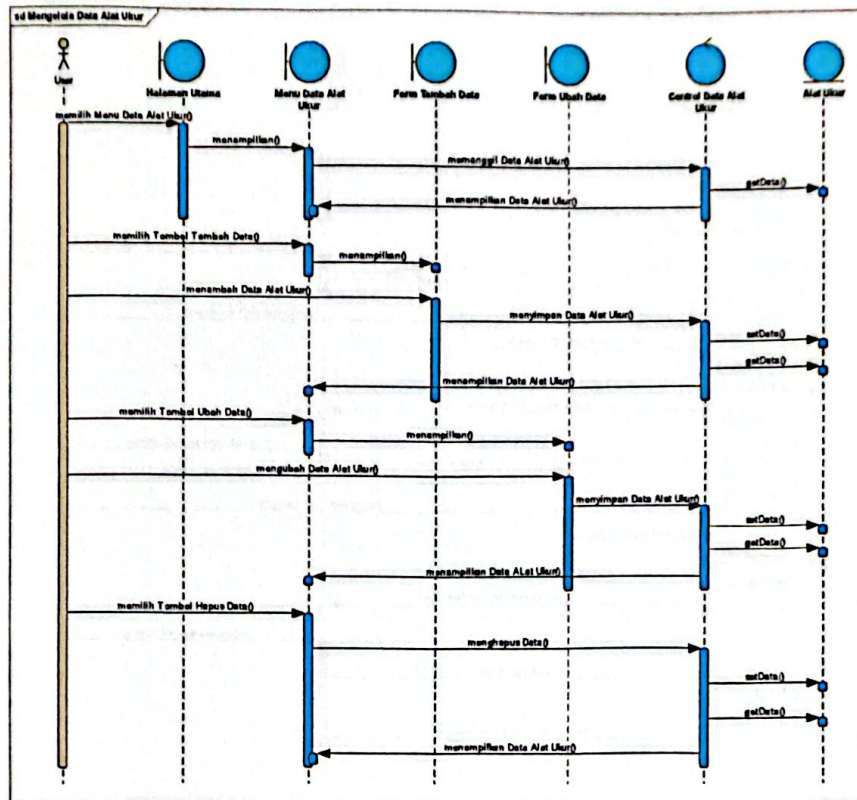 sd Mengelola Data Alat Ukur
User
Halaman Utama
Menu Data Alat
Ukur
Form Tambah Data
Form Ubah Data
Control Data Alat
Ukur
Alat Ukur
memilih Menu Data Alat Ukur()
menampilkan()
memanggil Data Alat Ukur()
getData()
menampilkan Data Alat Ukur()
memilih Tombol Tambah Data()
menampilkan()
menambah Data Alat Ukur()
menyimpan Data Alat Ukur()
setData()
getData()
menampilkan Data Alat Ukur()
memilih Tombol Ubah Data()
menampilkan()
mengubah Data Alat Ukur()
menyimpan Data Alat Ukur()
setData()
getData()
menampilkan Data ALat Ukur()
memilih Tombol Hapus Data()
menghapus Data()
setData()
getData()
menampilkan Data Alat Ukur()